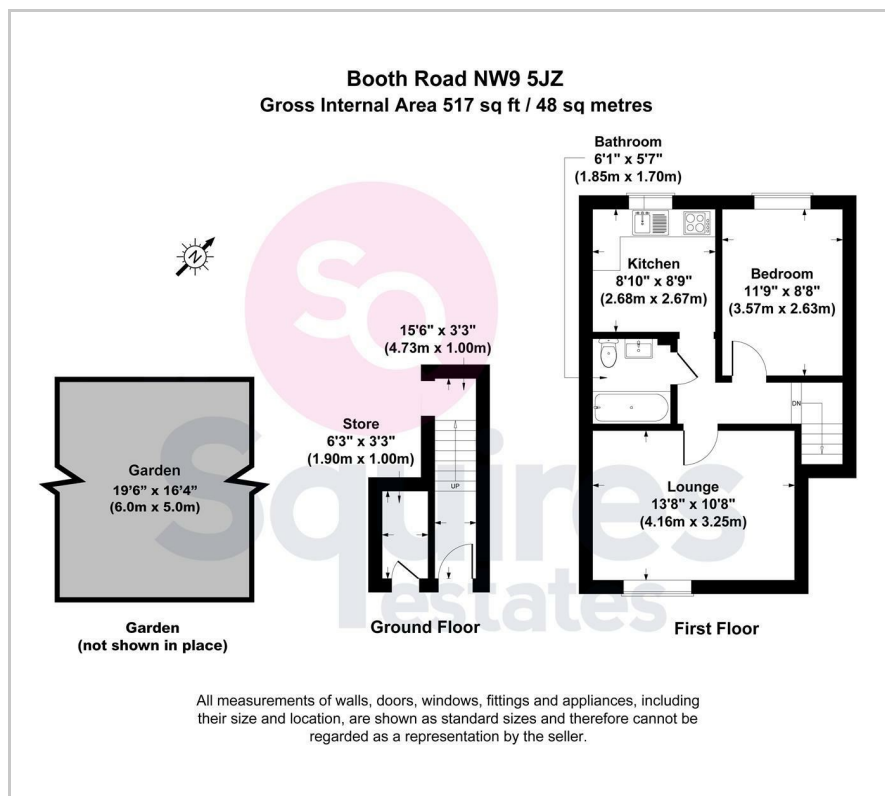 Booth Road NW9 5JZ
Gross Internal Area 517 sq ft / 48 sq metres
Bathroom
6'1" x 5'7"
(1.85m x 1.70m)
Kitchen
8'10" x 8'9"
(2.68m x 2.67m)
Bedroom
11'9" x 8'8"
(3.57m x 2.63m)
N
SQ
15'6" x 3'3"
(4.73m x 1.00m)
Store
6'3" x 3'3"
(1.90m x 1.00m)
UP
DN
Garden
19'6" x 16'4"
(6.0m x 5.0m)
Lounge
13'8" x 10'8"
(4.16m x 3.25m)
Squires
estates
Garden
(not shown in place)
Ground Floor
First Floor
All measurements of walls, doors, windows, fittings and appliances, including
their size and location, are shown as standard sizes and therefore cannot be
regarded as a representation by the seller.